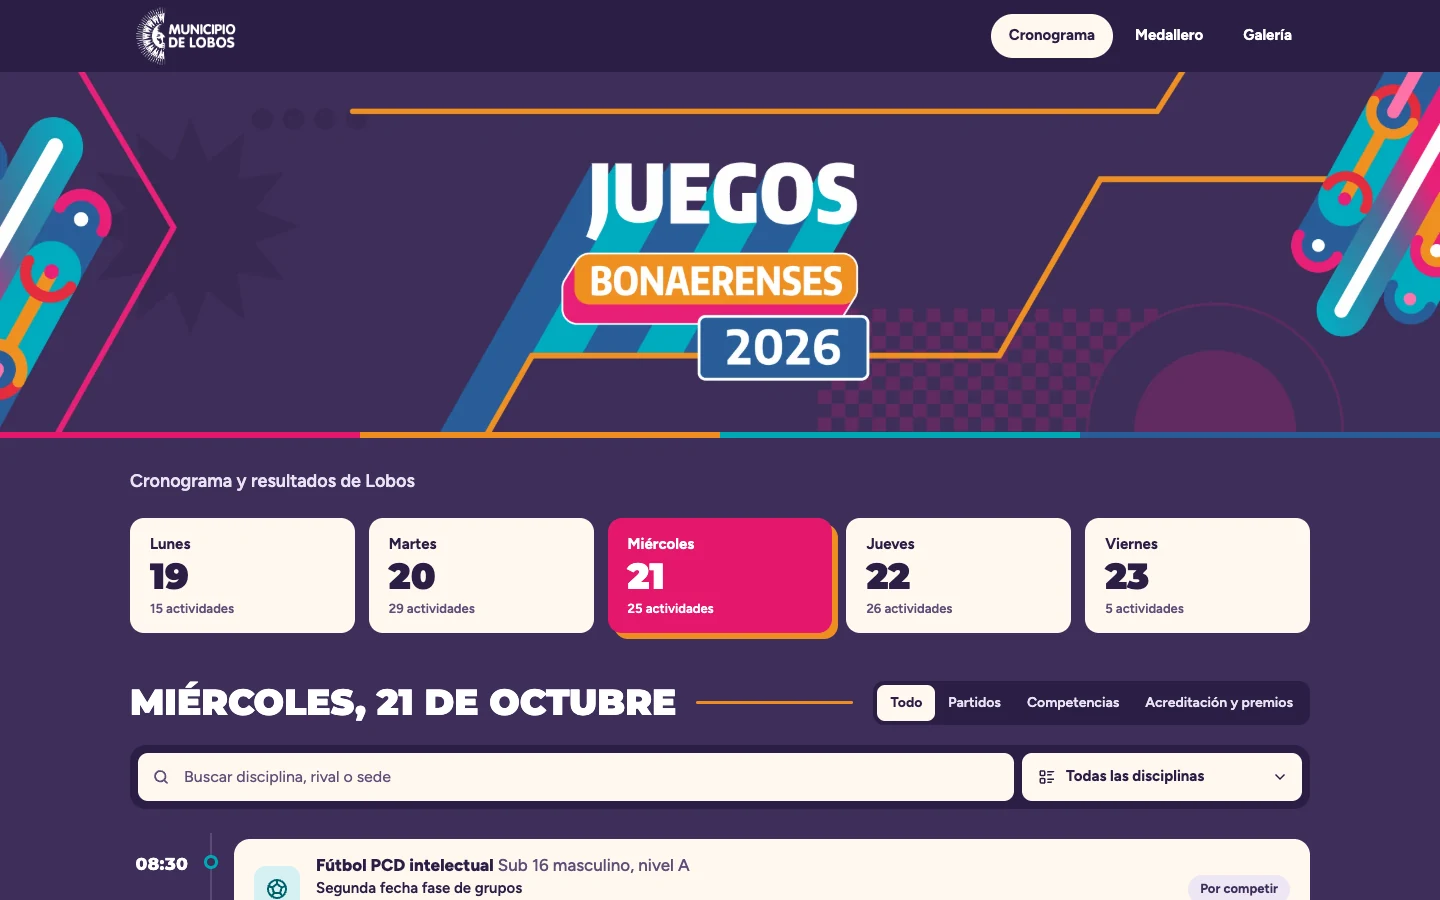 MUNICIPIO
DE LOBOS
Cronograma
Medallero
Galería
JUEGOS
BONAERENSES
2026
Cronograma y resultados de Lobos
Lunes
19
15 actividades
Martes
20
29 actividades
Miércoles
21
25 actividades
Jueves
22
26 actividades
Viernes
23
5 actividades
MIÉRCOLES, 21 DE OCTUBRE
Todo
Partidos
Competencias
Acreditación y premios
Buscar disciplina, rival o sede
Todas las disciplinas
08:30
Fútbol PCD intelectual Sub 16 masculino, nivel A
Segunda fecha fase de grupos
Por competir